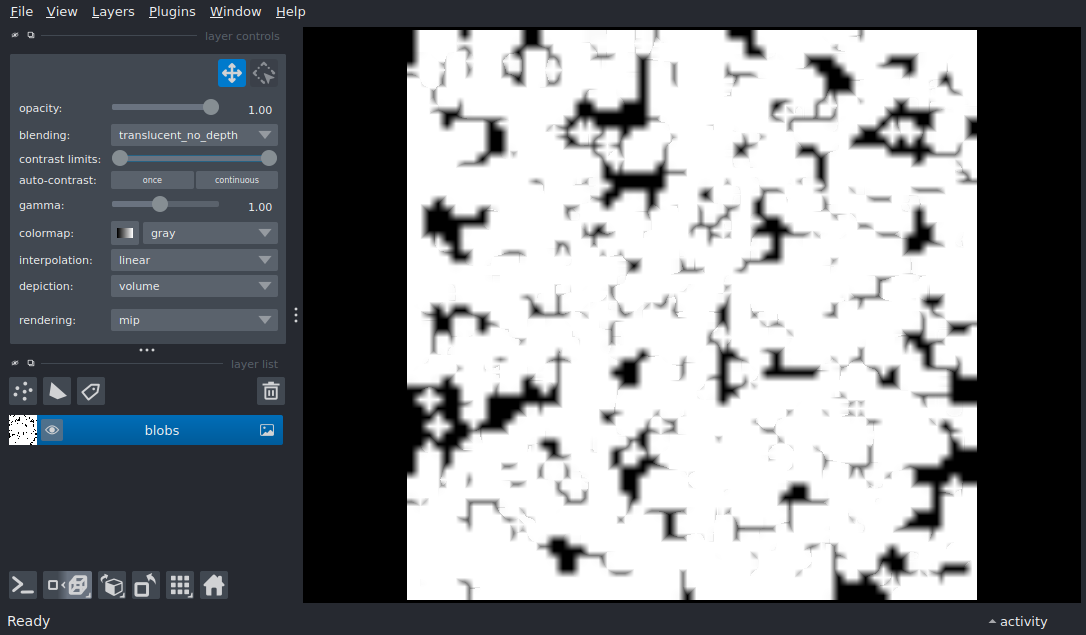 File View Layers Plugins Window Help
layer controls
opacity: 1.00
blending: translucent_no_depth
contrast limits:
auto-contrast: once continuous
gamma: 1.00
colormap: gray
interpolation: linear
depiction: volume
rendering: mip
layer list
blobs
Ready activity